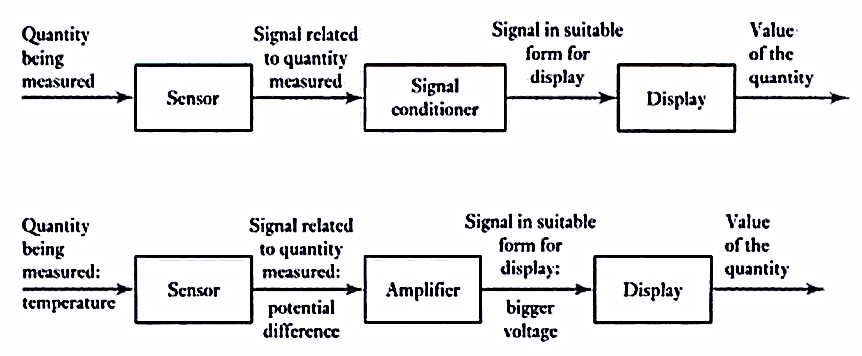 Quantity
being
measured
Sensor
Signal related
to quantity
measured
Signal
conditioner
Signal in suitable
form for
display
Display
Value
of the
quantity
Quantity
being
measured:
temperature
Sensor
Signal related
to quantity
measured:
potential
difference
Amplifier
Signal in suitable
form for
display:
bigger
voltage
Display
Value
of the
quantity